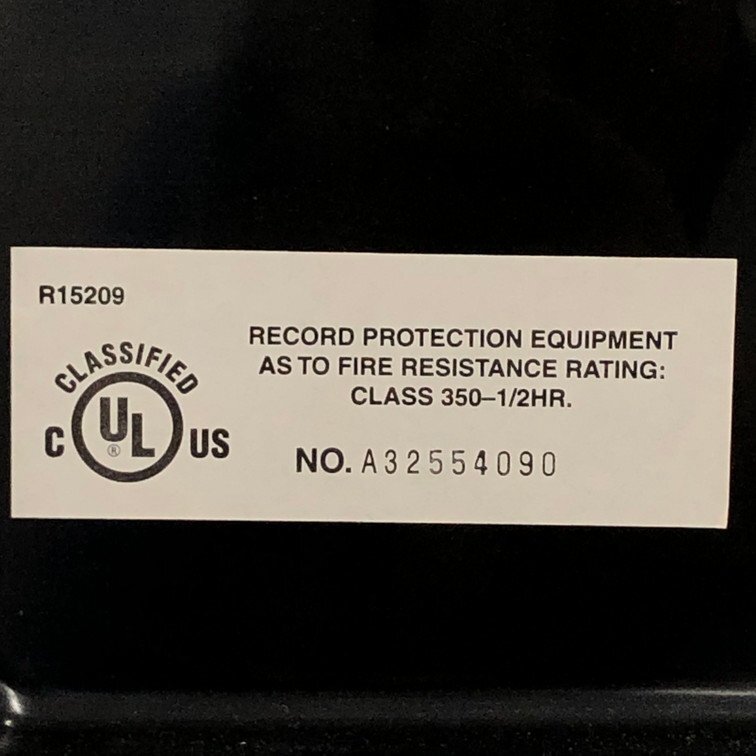 R15209
CLASSIFIED
C UL® US
RECORD PROTECTION EQUIPMENT
AS TO FIRE RESISTANCE RATING:
CLASS 350–1/2HR.
NO. A32554090